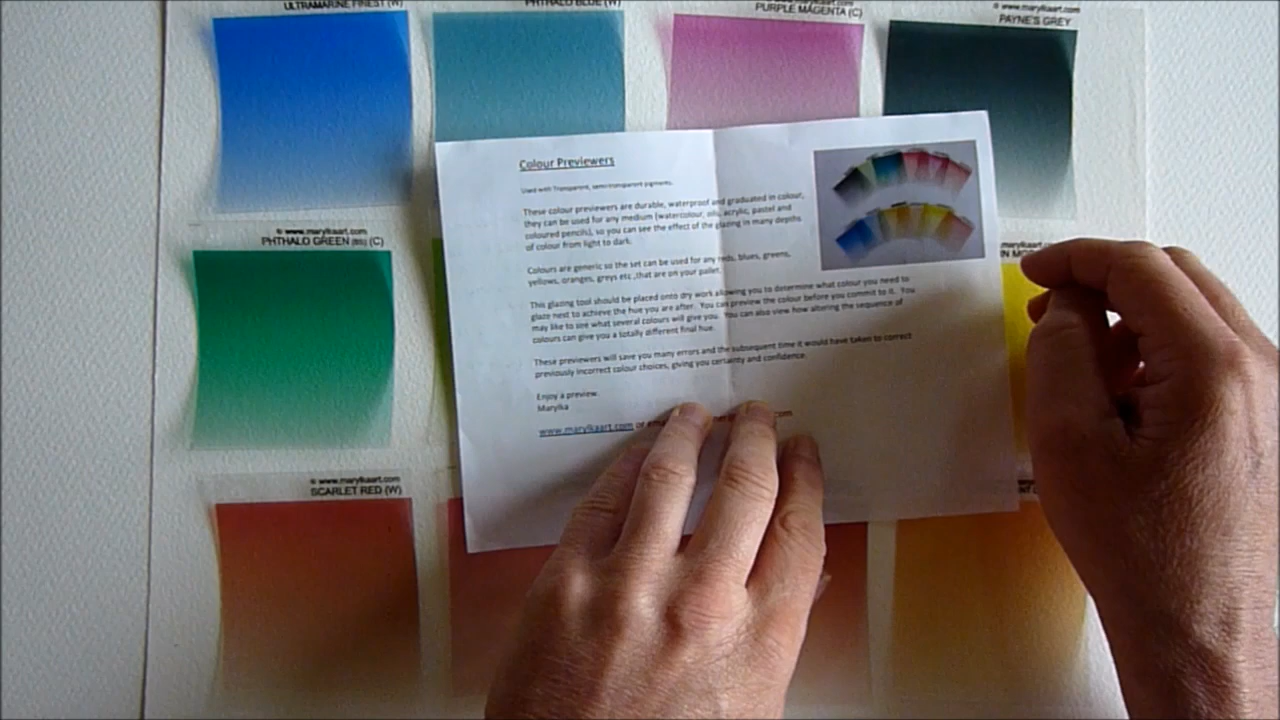 ULTRAMARINE FINEST (W)
PHTHALO BLUE (W)
PURPLE MAGENTA (C)
© www.marylkaart.com
PAYNE'S GREY
Colour Previewers
Used with Transparent, semi-transparent pigments.
These colour previewers are durable, waterproof and graduated in colour,
they can be used for any medium (watercolour, oils, acrylic, pastel and
coloured pencils), so you can see the effect of the glazing in many depths
of colour from light to dark.
Colours are generic so the set can be used for any reds, blues, greens,
yellows, oranges, greys etc ,that are on your pallet.
This glazing tool should be placed onto dry work allowing you to determine what colour you need to
glaze next to achieve the hue you are after. You can preview the colour before you commit to it. You
may like to see what several colours will give you. You can also view how altering the sequence of
colours can give you a totally different final hue.
These previewers will save you many errors and the subsequent time it would have taken to correct
previously incorrect colour choices, giving you certainty and confidence.
Enjoy a preview.
Marylka
www.marylkaart.com or com
© www.marylkaart.com
PHTHALO GREEN (BS) (C)
© www.marylkaart.com
SCARLET RED (W)